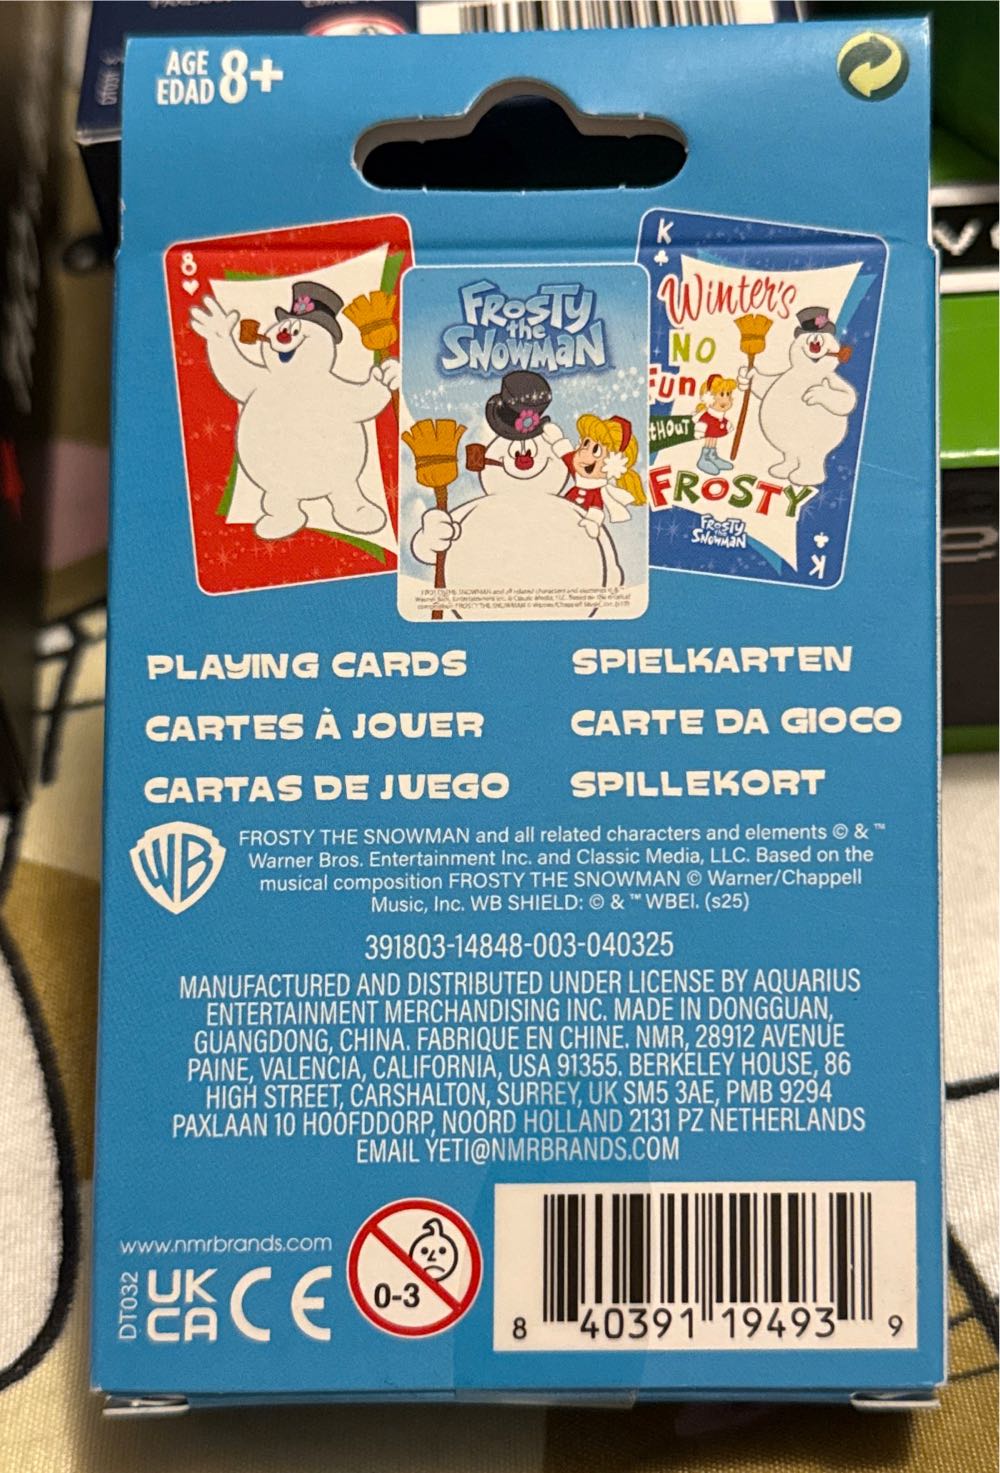 AGE
EDAD 8+
8
FROSTY
the
SNOWMAN
K
Winter's
NO
Fun
FROSTY
FROSTY
the
SNOWMAN
K
PLAYING CARDS
SPIELKARTEN
CARTES À JOUER
CARTE DA GIOCO
CARTAS DE JUEGO
SPILLEKORT
WB
FROSTY THE SNOWMAN and all related characters and elements © & ™
Warner Bros. Entertainment Inc. and Classic Media, LLC. Based on the
musical composition FROSTY THE SNOWMAN © Warner/Chappell
Music, Inc. WB SHIELD: © & ™ WBEI. (s25)
391803-14848-003-040325
MANUFACTURED AND DISTRIBUTED UNDER LICENSE BY AQUARIUS
ENTERTAINMENT MERCHANDISING INC. MADE IN DONGGUAN,
GUANGDONG, CHINA. FABRIQUE EN CHINE. NMR, 28912 AVENUE
PAINE, VALENCIA, CALIFORNIA, USA 91355. BERKELEY HOUSE, 86
HIGH STREET, CARSHALTON, SURREY, UK SM5 3AE, PMB 9294
PAXLAAN 10 HOOFDDORP, NOORD HOLLAND 2131 PZ NETHERLANDS
EMAIL YETI@NMRBRANDS.COM
www.nmrbrands.com
DT032
UK
CA CE
0-3
8 40391 19493 9